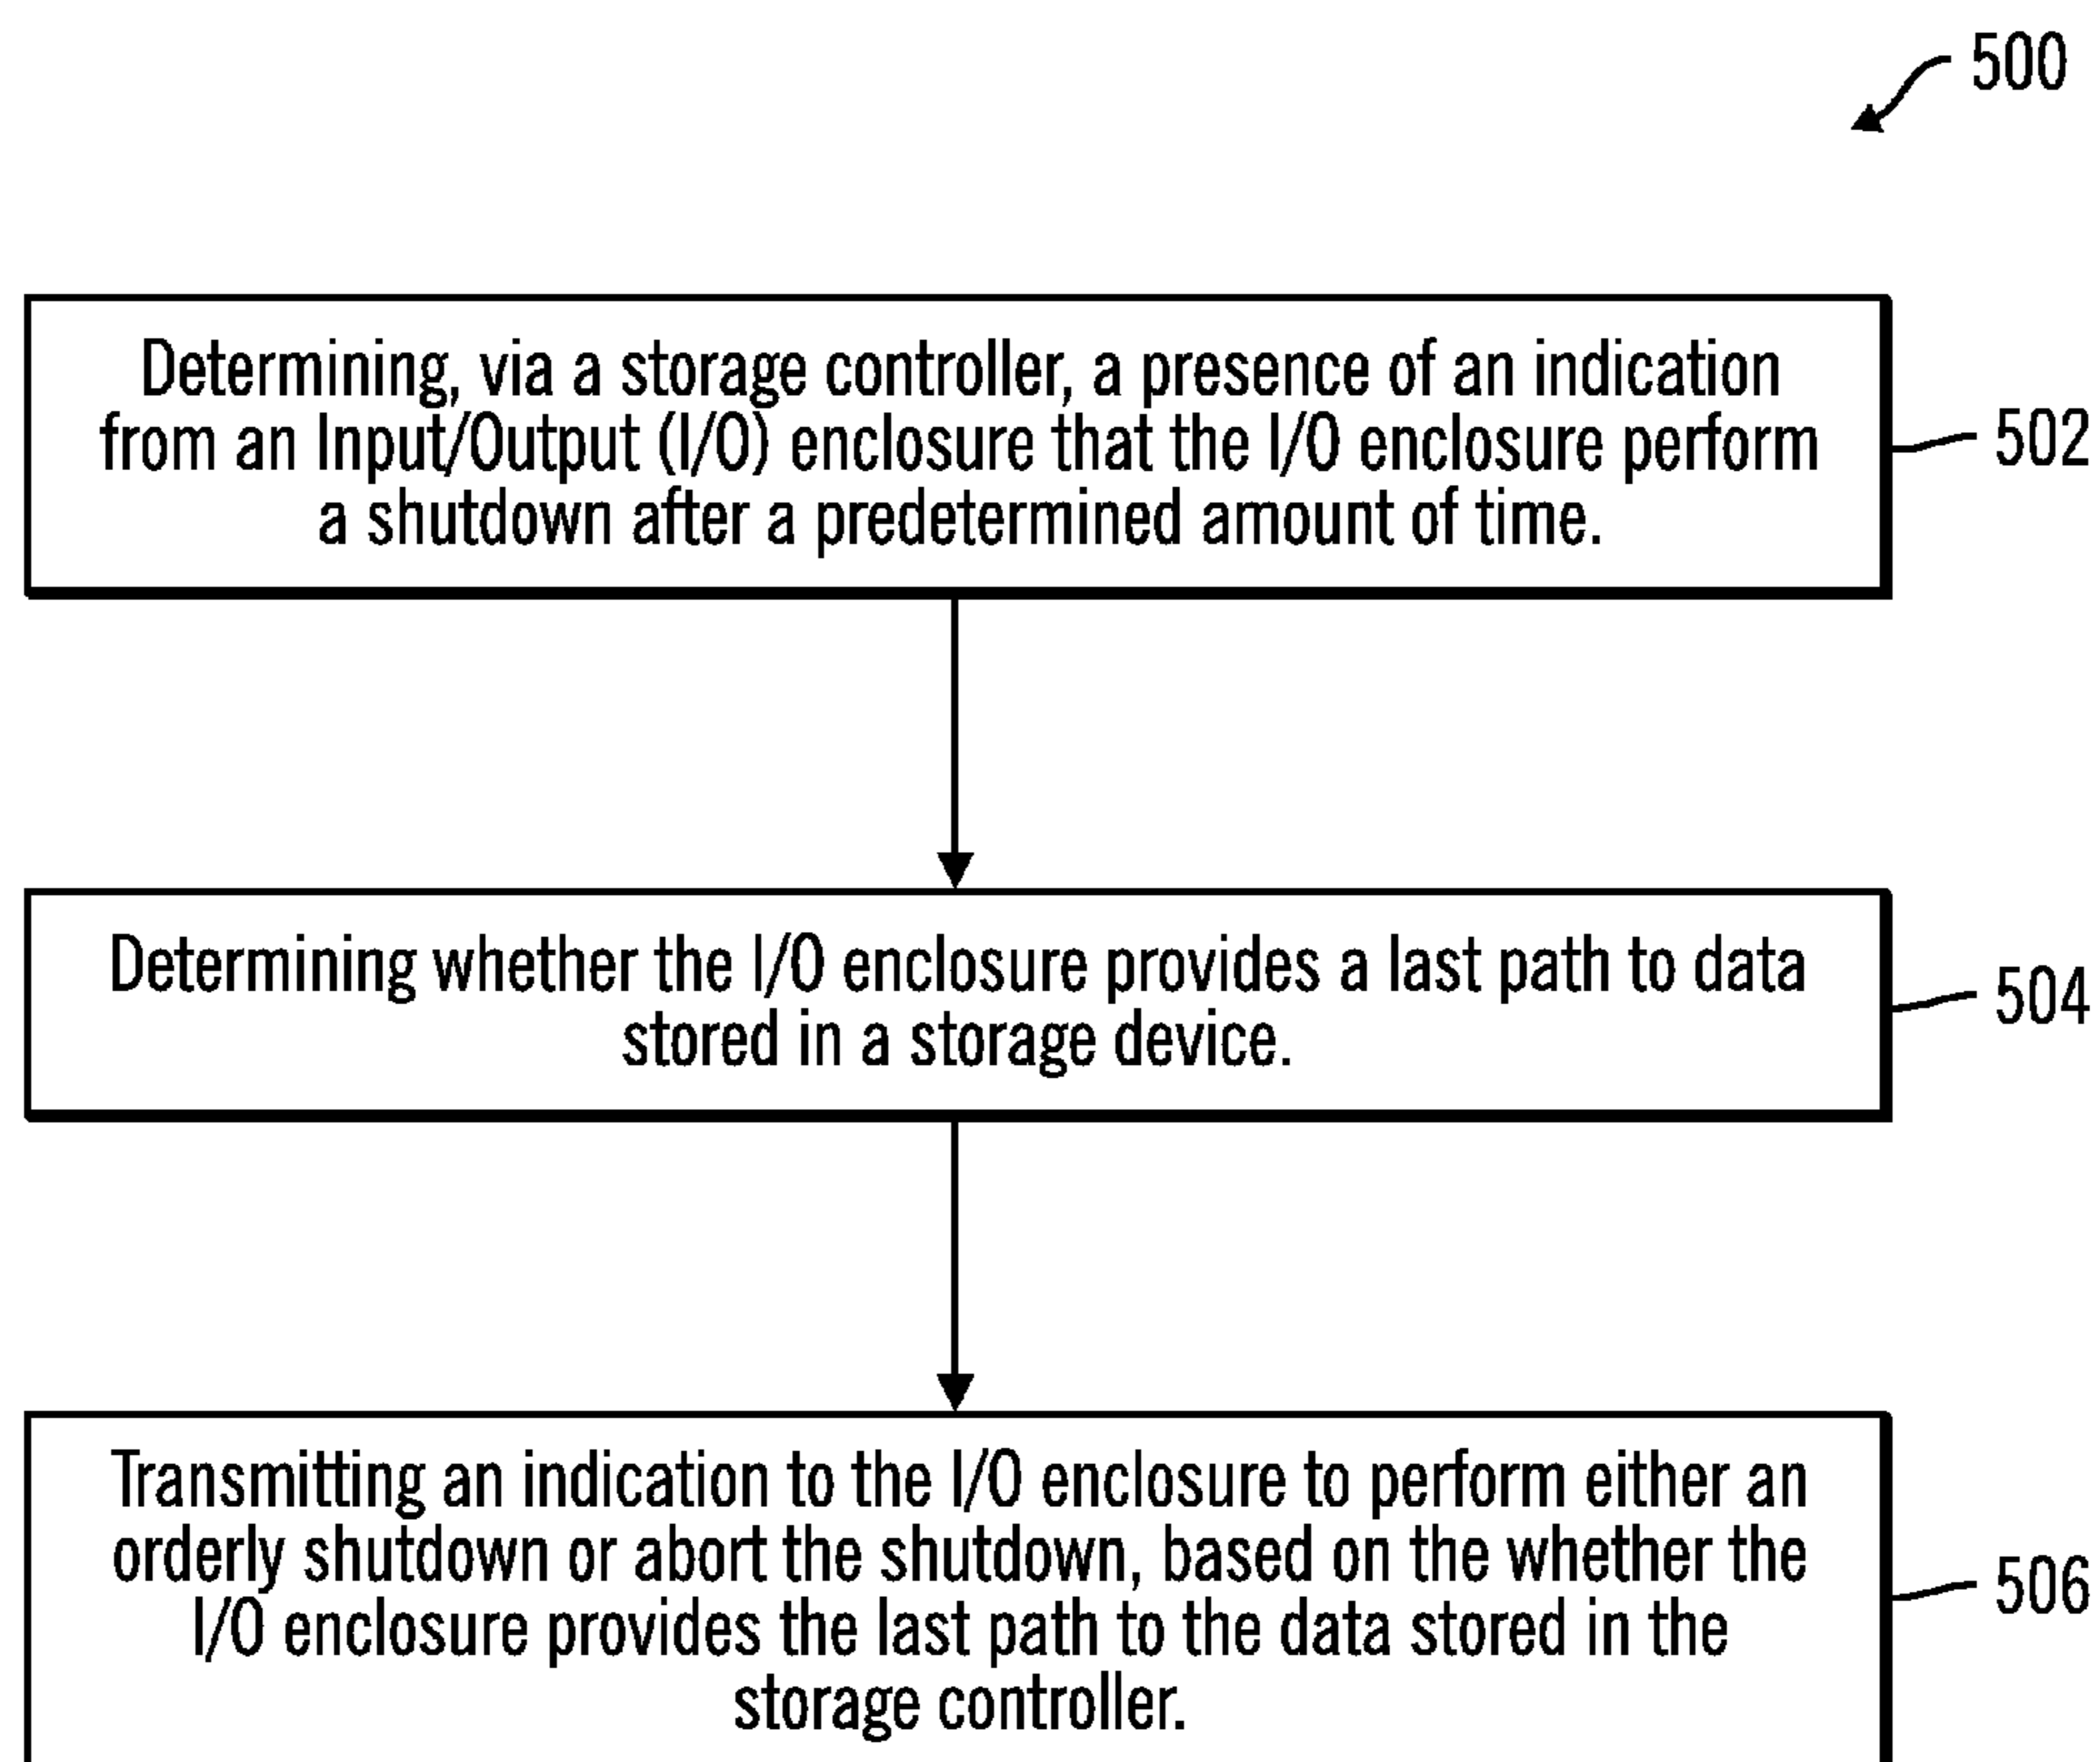 500
Determining, via a storage controller, a presence of an indication
from an Input/Output (I/O) enclosure that the I/O enclosure perform
a shutdown after a predetermined amount of time.
502
Determining whether the I/O enclosure provides a last path to data
stored in a storage device.
504
Transmitting an indication to the I/O enclosure to perform either an
orderly shutdown or abort the shutdown, based on the whether the
I/O enclosure provides the last path to the data stored in the
storage controller.
506